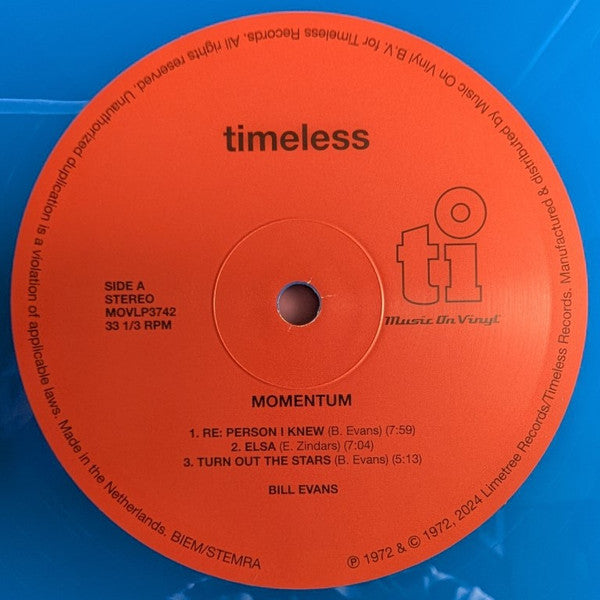 timeless
ti
Music On Vinyl
SIDE A
STEREO
MOVLP3742
33 1/3 RPM
MOMENTUM
1. RE: PERSON I KNEW (B. Evans) (7:59)
2. ELSA (E. Zindars) (7:04)
3. TURN OUT THE STARS (B. Evans) (5:13)
BILL EVANS
℗ 1972 & © 1972, 2024 Limetree Records/Timeless Records. Manufactured & distributed by Music On Vinyl B.V. for Timeless Records. All rights reserved. Unauthorized duplication is a violation of applicable laws. Made in the Netherlands. BIEM/STEMRA